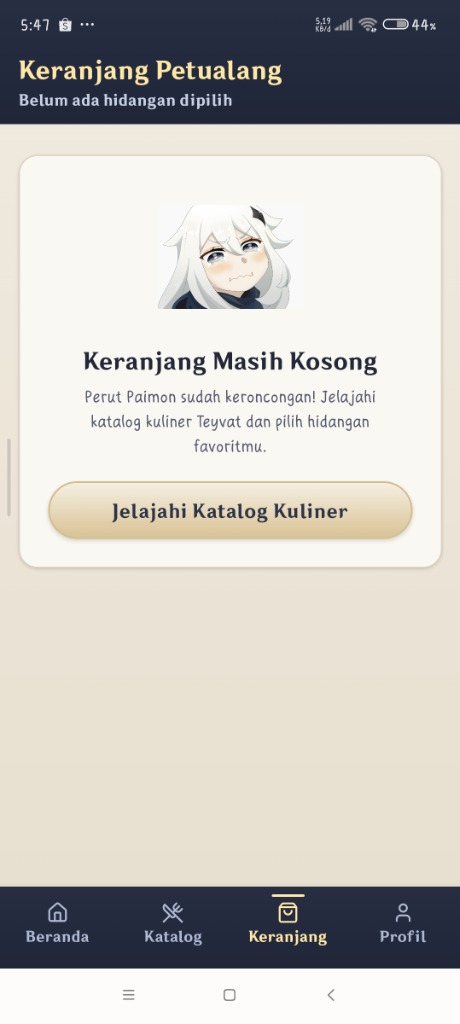 5:47
5,19
KB/d
44%
Keranjang Petualang
Belum ada hidangan dipilih
Keranjang Masih Kosong
Perut Paimon sudah keroncongan! Jelajahi
katalog kuliner Teyvat dan pilih hidangan
favoritmu.
Jelajahi Katalog Kuliner
Beranda
Katalog
Keranjang
Profil